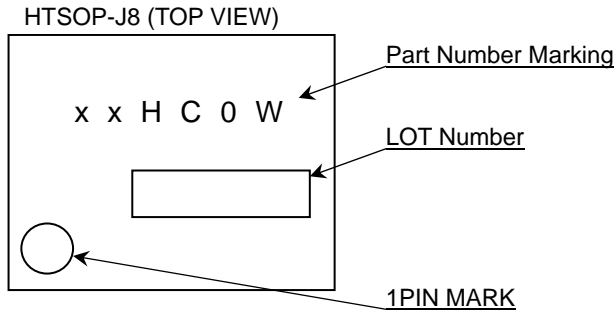 HTSOP-J8 (TOP VIEW)
Part Number Marking
x x H C 0 W
LOT Number
1PIN MARK